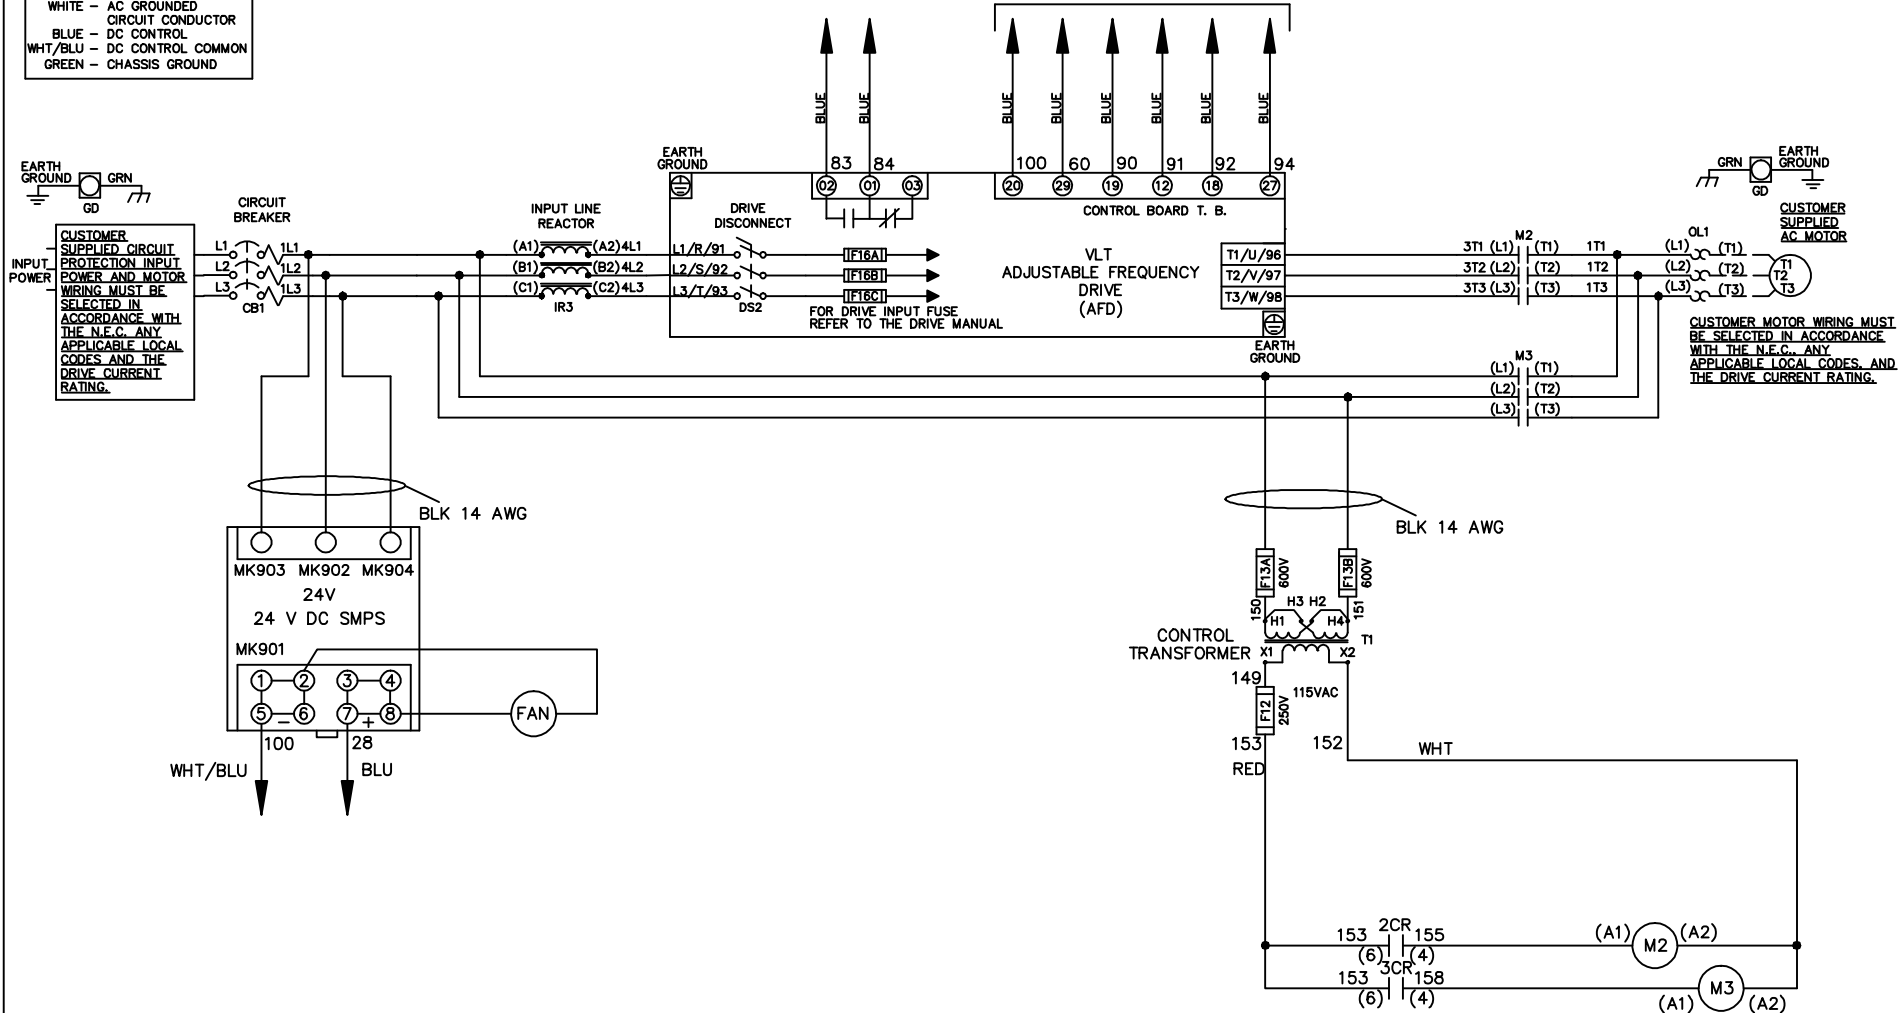 WHITE – AC GROUNDED
CIRCUIT CONDUCTOR
BLUE – DC CONTROL
WHT/BLU – DC CONTROL COMMON
GREEN – CHASSIS GROUND
BLUE
BLUE
BLUE
BLUE
BLUE
BLUE
BLUE
BLUE
83
84
100
60
90
91
92
94
EARTH
GROUND
02
01
03
20
29
19
12
18
27
CONTROL BOARD T. B.
EARTH
GROUND
GRN
GD
GRN
EARTH
GROUND
GD
CIRCUIT
BREAKER
INPUT LINE
REACTOR
DRIVE
DISCONNECT
CUSTOMER
SUPPLIED
AC MOTOR
INPUT
POWER
CUSTOMER
SUPPLIED CIRCUIT
PROTECTION INPUT
POWER AND MOTOR
WIRING MUST BE
SELECTED IN
ACCORDANCE WITH
THE N.E.C. ANY
APPLICABLE LOCAL
CODES AND THE
DRIVE CURRENT
RATING.
L1
1L1
L2
1L2
L3
1L3
CB1
(A1)
(A2)
4L1
(B1)
(B2)
4L2
(C1)
(C2)
4L3
IR3
L1/R/91
L2/S/92
L3/T/93
DS2
F16A
F16B
F16C
FOR DRIVE INPUT FUSE
REFER TO THE DRIVE MANUAL
VLT
ADJUSTABLE FREQUENCY
DRIVE
(AFD)
T1/U/96
T2/V/97
T3/W/98
EARTH
GROUND
M2
3T1 (L1) (T1) 1T1
3T2 (L2) (T2) 1T2
3T3 (L3) (T3) 1T3
OL1
(L1) (T1)
(L2) (T2)
(L3) (T3)
T1
T2
T3
M3
(L1) (T1)
(L2) (T2)
(L3) (T3)
CUSTOMER MOTOR WIRING MUST
BE SELECTED IN ACCORDANCE
WITH THE N.E.C., ANY
APPLICABLE LOCAL CODES, AND
THE DRIVE CURRENT RATING.
BLK 14 AWG
BLK 14 AWG
MK903 MK902 MK904
24V
24 V DC SMPS
MK901
1 2 3 4
5 – 6 7 + 8
FAN
100
28
WHT/BLU
BLU
F13A
600V
F13B
600V
150
151
H3 H2
H1
H4
CONTROL
TRANSFORMER
T1
X1
X2
149
115VAC
F12
250V
153
152
WHT
RED
2CR
153
155
(6)
(4)
(A1)
M2
(A2)
3CR
153
158
(6)
(4)
(A1)
M3
(A2)